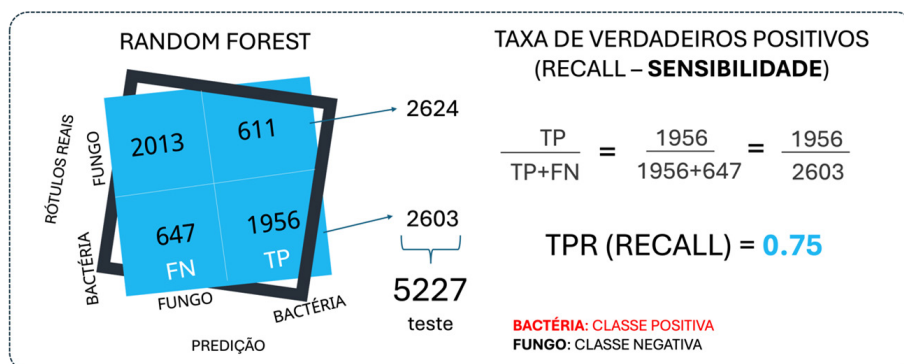 RANDOM FOREST
RÓTULOS REAIS
FUNGO
BACTÉRIA
2013
611
647
FN
1956
TP
FUNGO
BACTÉRIA
PREDIÇÃO
2624
2603
5227
teste
TAXA DE VERDADEIROS POSITIVOS
(RECALL – SENSIBILIDADE)
TP
TP+FN
=
1956
1956+647
=
1956
2603
TPR (RECALL) = 0.75
BACTÉRIA: CLASSE POSITIVA
FUNGO: CLASSE NEGATIVA